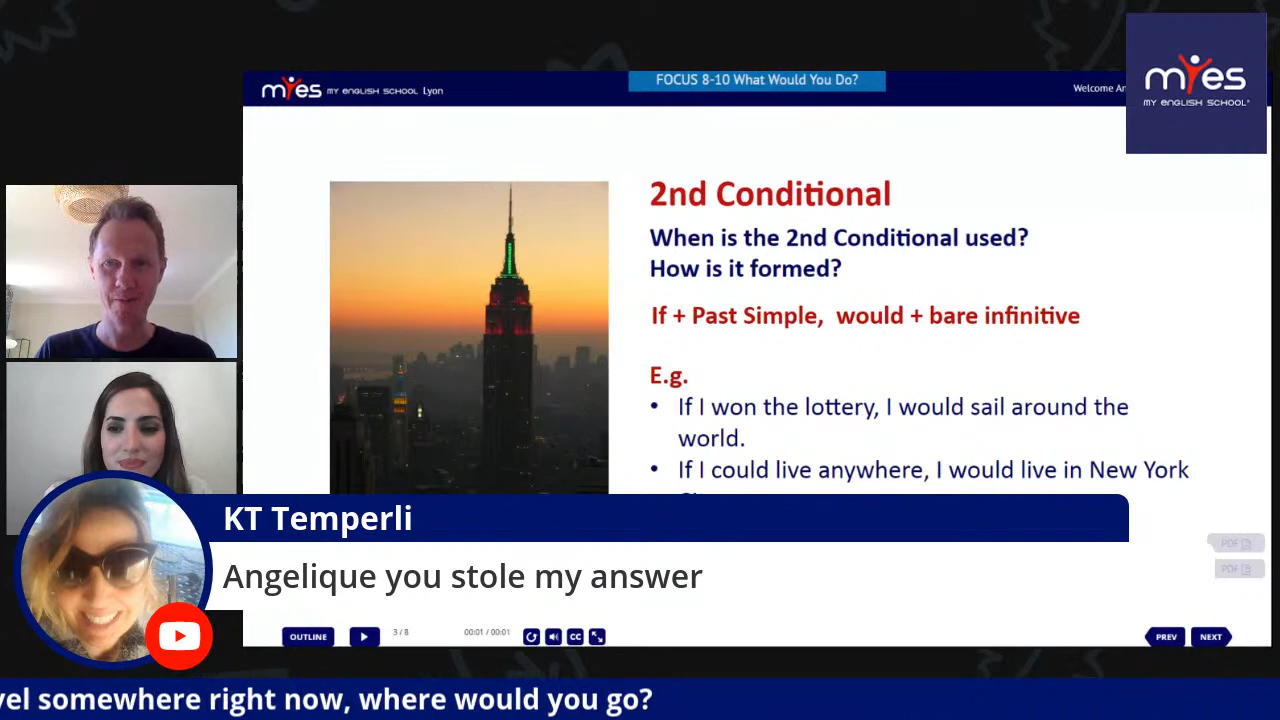 myes
MY ENGLISH SCHOOL Lyon
FOCUS 8-10 What Would You Do?
Welcome
myes
MY ENGLISH SCHOOL®
2nd Conditional
When is the 2nd Conditional used?
How is it formed?
If + Past Simple, would + bare infinitive
E.g.
• If I won the lottery, I would sail around the
world.
• If I could live anywhere, I would live in New York
KT Temperli
Angelique you stole my answer
PDF
PDF
OUTLINE
3 / 8
00:01 / 00:01
CC
PREV
NEXT
vel somewhere right now, where would you go?